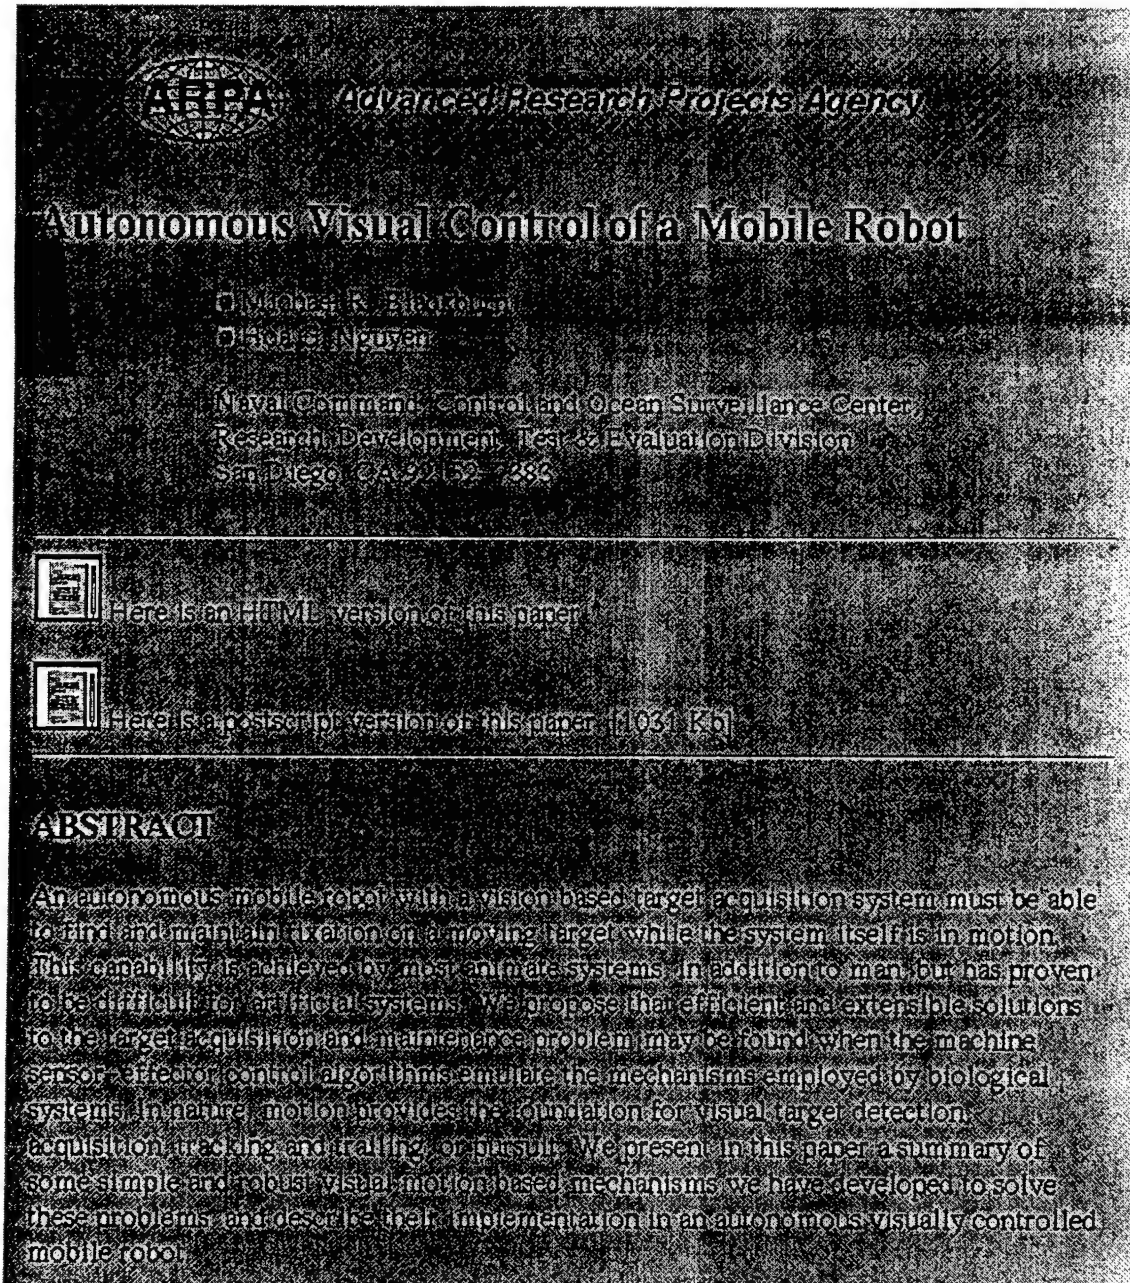 ARPA Advanced Research Projects Agency
Autonomous Visual Control of a Mobile Robot
Michael R. Blackburn
Hoa G. Nguyen
Naval Command, Control and Ocean Surveillance Center
Research, Development, Test & Evaluation Division
San Diego, CA 92152-7383
Here is an HTML version of this paper
Here is a postscript version of this paper [1031 Kb]
ABSTRACT
An autonomous mobile robot with a vision based target acquisition system must be able
to find and maintain fixation on a moving target while the system itself is in motion.
This capability is achieved by most animate systems, in addition to man, but has proven
to be difficult for artificial systems. We propose that efficient and extensible solutions
to the target acquisition and maintenance problem may be found when the machine
sensor-effector control algorithms emulate the mechanisms employed by biological
systems. In nature, motion provides the foundation for visual target detection,
acquisition, tracking and trailing, or pursuit. We present in this paper a summary of
some simple and robust visual motion based mechanisms we have developed to solve
these problems, and describe their implementation in an autonomous visually controlled
mobile robot.